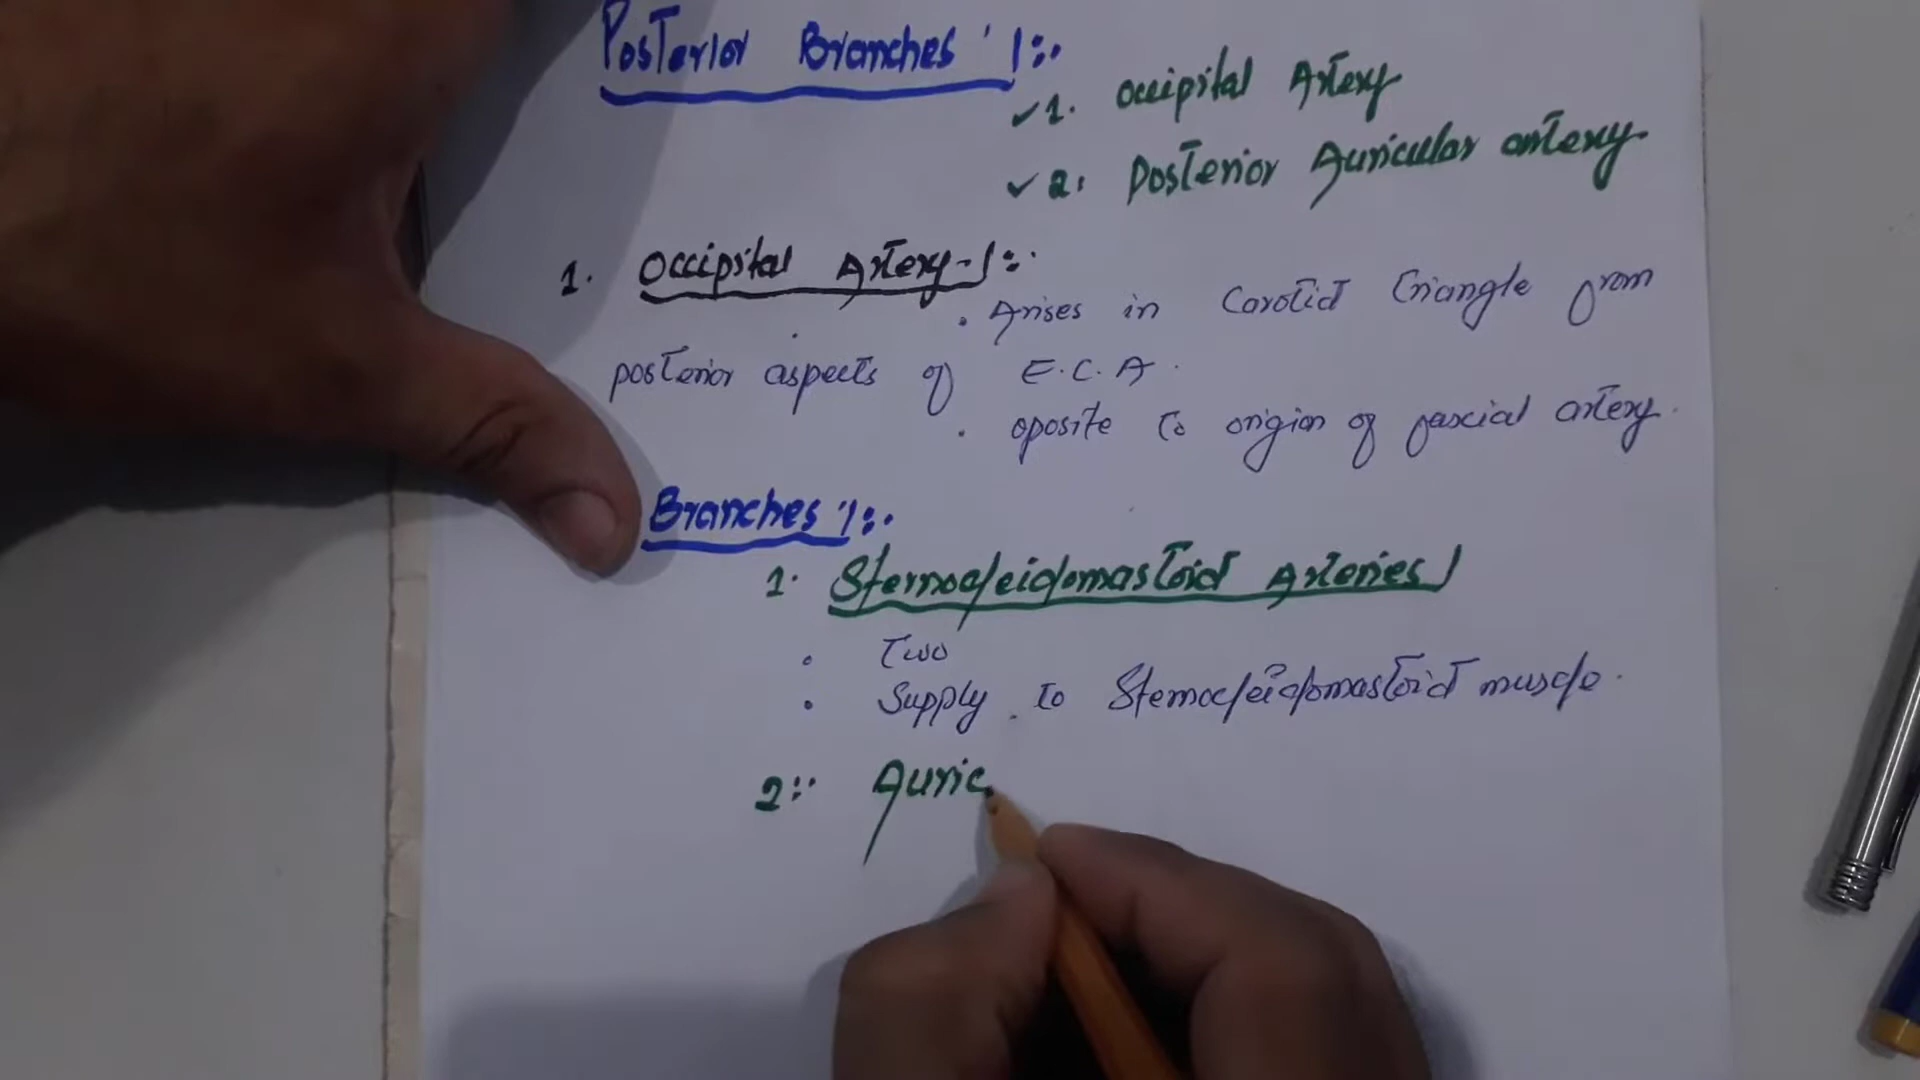 Posterior Branches :-
✓1. Occipital Artery
✓2. Posterior Auricular artery
1. Occipital Artery-:-
. Arises in Carotid triangle from
posterior aspects of E.C.A.
. oposite to origion of fascial artery.
Branches :-
1. Sternocleidomastoid Arteries
. Two
. Supply to Sternocleidomastoid muscle.
2:- Auric